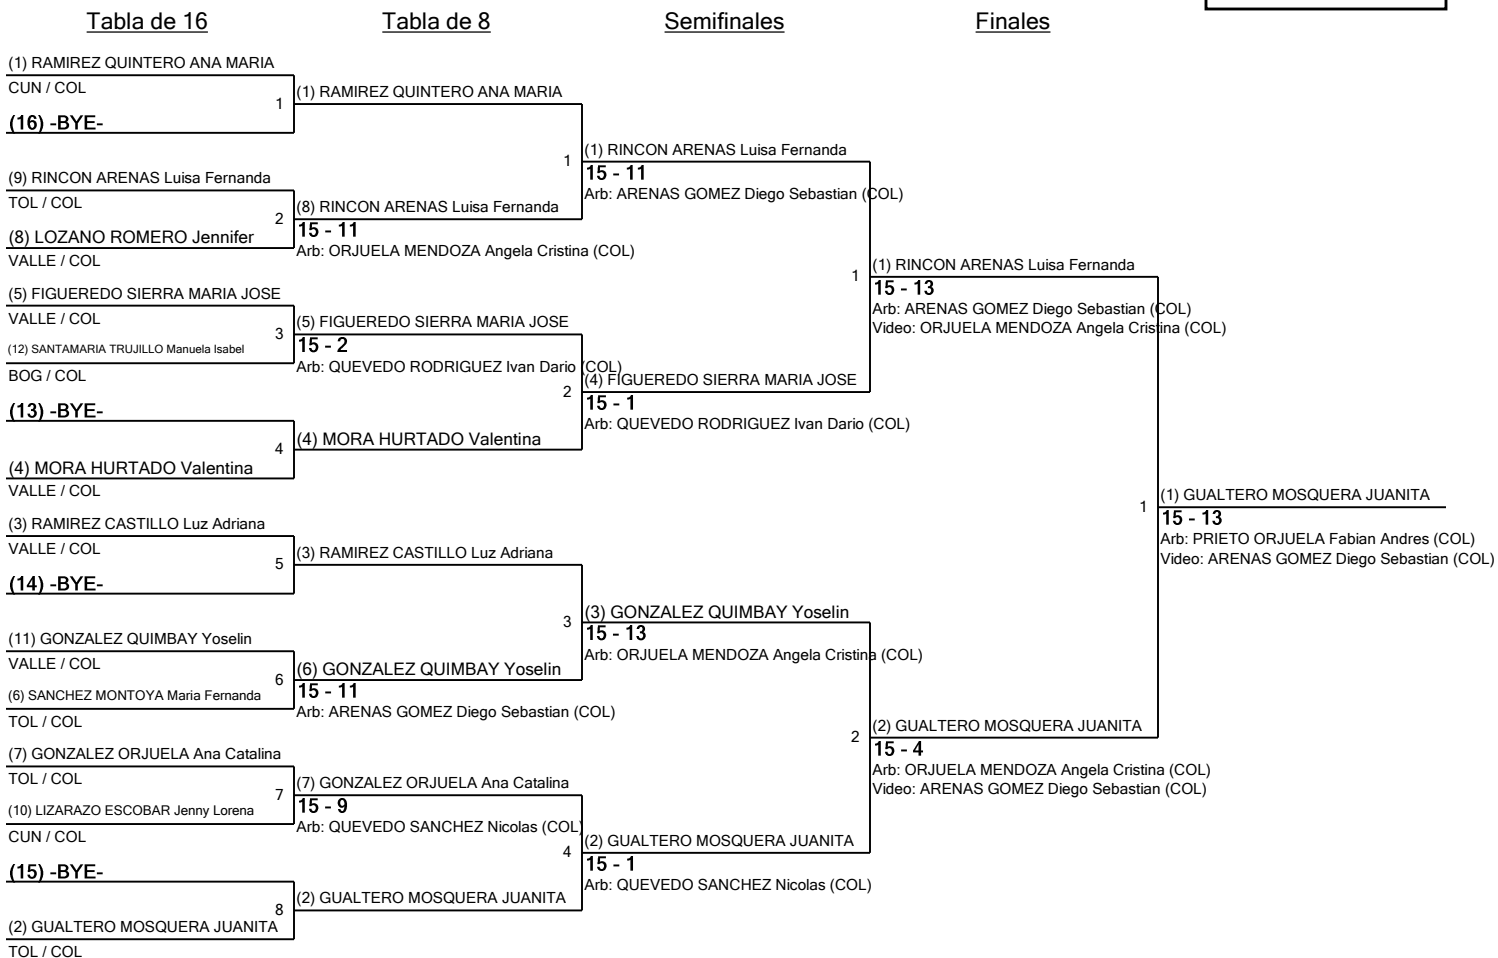 Tabla de 16
Tabla de 8
Semifinales
Finales
(1) RAMIREZ QUINTERO ANA MARIA
CUN / COL
1
(16) -BYE-
(9) RINCON ARENAS Luisa Fernanda
TOL / COL
2
(8) LOZANO ROMERO Jennifer
VALLE / COL
(5) FIGUEREDO SIERRA MARIA JOSE
VALLE / COL
3
(12) SANTAMARIA TRUJILLO Manuela Isabel
BOG / COL
(13) -BYE-
4
(4) MORA HURTADO Valentina
VALLE / COL
(3) RAMIREZ CASTILLO Luz Adriana
VALLE / COL
5
(14) -BYE-
(11) GONZALEZ QUIMBAY Yoselin
VALLE / COL
6
(6) SANCHEZ MONTOYA Maria Fernanda
TOL / COL
(7) GONZALEZ ORJUELA Ana Catalina
TOL / COL
7
(10) LIZARAZO ESCOBAR Jenny Lorena
CUN / COL
(15) -BYE-
8
(2) GUALTERO MOSQUERA JUANITA
TOL / COL
(1) RAMIREZ QUINTERO ANA MARIA
1
(8) RINCON ARENAS Luisa Fernanda
15 - 11
Arb: ORJUELA MENDOZA Angela Cristina (COL)
(5) FIGUEREDO SIERRA MARIA JOSE
15 - 2
Arb: QUEVEDO RODRIGUEZ Ivan Dario (COL)
2
(4) MORA HURTADO Valentina
(3) RAMIREZ CASTILLO Luz Adriana
3
(6) GONZALEZ QUIMBAY Yoselin
15 - 11
Arb: ARENAS GOMEZ Diego Sebastian (COL)
(7) GONZALEZ ORJUELA Ana Catalina
15 - 9
Arb: QUEVEDO SANCHEZ Nicolas (COL)
4
(2) GUALTERO MOSQUERA JUANITA
(1) RINCON ARENAS Luisa Fernanda
15 - 11
Arb: ARENAS GOMEZ Diego Sebastian (COL)
1
(4) FIGUEREDO SIERRA MARIA JOSE
15 - 1
Arb: QUEVEDO RODRIGUEZ Ivan Dario (COL)
(3) GONZALEZ QUIMBAY Yoselin
15 - 13
Arb: ORJUELA MENDOZA Angela Cristina (COL)
2
(2) GUALTERO MOSQUERA JUANITA
15 - 1
Arb: QUEVEDO SANCHEZ Nicolas (COL)
(1) RINCON ARENAS Luisa Fernanda
15 - 13
Arb: ARENAS GOMEZ Diego Sebastian (COL)
Video: ORJUELA MENDOZA Angela Cristina (COL)
1
(2) GUALTERO MOSQUERA JUANITA
15 - 4
Arb: ORJUELA MENDOZA Angela Cristina (COL)
Video: ARENAS GOMEZ Diego Sebastian (COL)
(1) GUALTERO MOSQUERA JUANITA
15 - 13
Arb: PRIETO ORJUELA Fabian Andres (COL)
Video: ARENAS GOMEZ Diego Sebastian (COL)